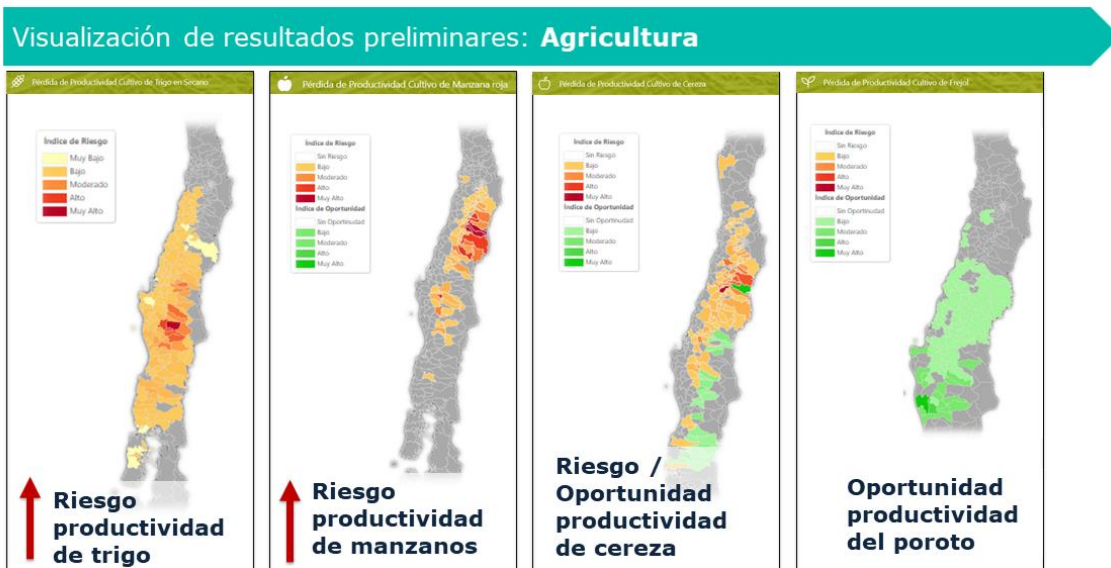 Visualización de resultados preliminares: Agricultura
Pérdida de Productividad Cultivo de Trigo en Secano
Índice de Riesgo
Muy Bajo
Bajo
Moderado
Alto
Muy Alto
Riesgo
productividad
de trigo
Pérdida de Productividad Cultivo de Manzana roja
Índice de Riesgo
Sin Riesgo
Bajo
Moderado
Alto
Muy Alto
Índice de Oportunidad
Sin Oportinudad
Bajo
Moderado
Alto
Muy Alto
Riesgo
productividad
de manzanos
Pérdida de Productividad Cultivo de Cereza
Índice de Riesgo
Sin Riesgo
Bajo
Moderado
Alto
Muy Alto
Índice de Oportunidad
Sin Oportinudad
Bajo
Moderado
Alto
Muy Alto
Riesgo /
Oportunidad
productividad
de cereza
Pérdida de Productividad Cultivo de Frejol
Índice de Riesgo
Sin Riesgo
Bajo
Moderado
Alto
Muy Alto
Índice de Oportunidad
Sin Oportinudad
Bajo
Moderado
Alto
Muy Alto
Oportunidad
productividad
del poroto